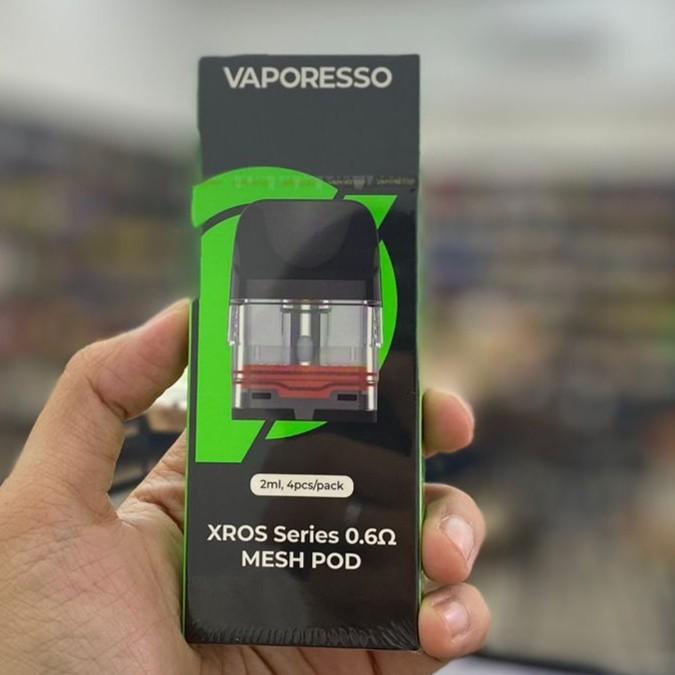 VAPORESSO
2ml, 4pcs/pack
XROS Series 0.6Ω
MESH POD